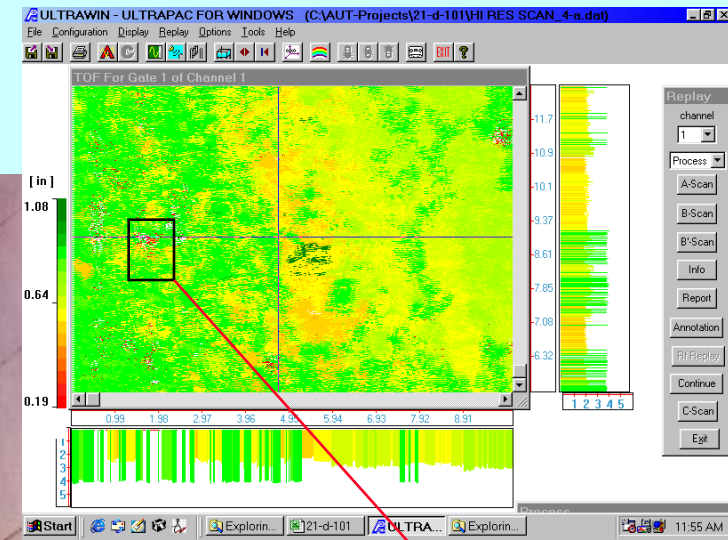 ULTRAWIN - ULTRAPAC FOR WINDOWS (C:\AUT-Projects\21-d-101\HI RES SCAN_4-a.dat)
File Configuration Display Replay Options Tools Help
EXIT ?
TOF For Gate 1 of Channel 1
[ in ]
1.08
0.64
0.19
11.7
10.9
10.1
9.37
8.61
7.85
7.08
6.32
0.99 1.98 2.97 3.96 4.95 5.94 6.93 7.92 8.91
1
2
3
4
5
1 2 3 4 5
Replay
channel
1
Process
A-Scan
B-Scan
B'-Scan
Info
Report
Annotation
Rf Replay
Continue
C-Scan
Exit
Process
Start Explorin... 21-d-101 ULTRA... Explorin... 11:55 AM